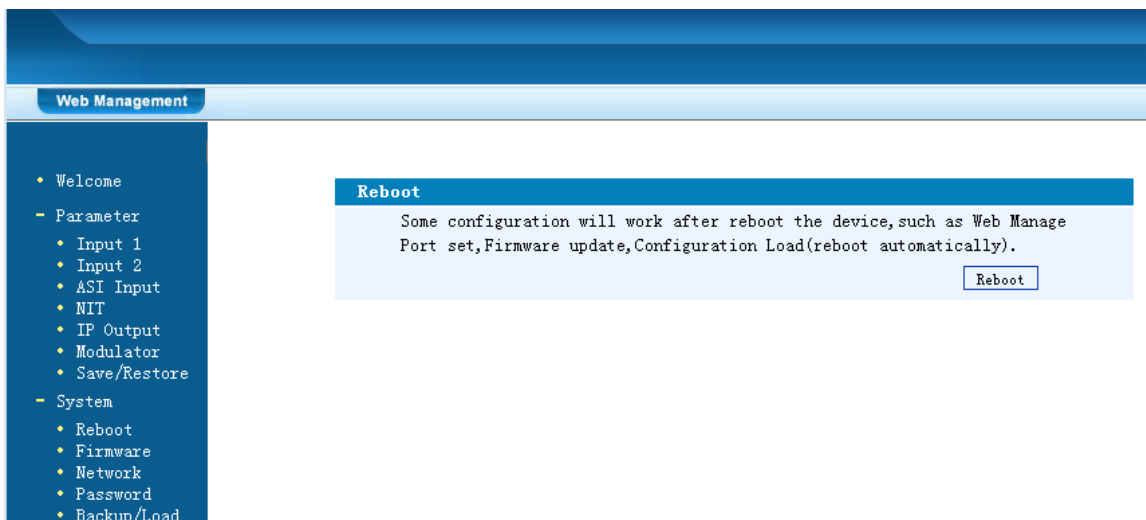 Web Management
Welcome
Parameter
Input 1
Input 2
ASI Input
NIT
IP Output
Modulator
Save/Restore
System
Reboot
Firmware
Network
Password
Backup/Load
Reboot
Some configuration will work after reboot the device,such as Web Manage
Port set,Firmware update,Configuration Load(reboot automatically).
Reboot